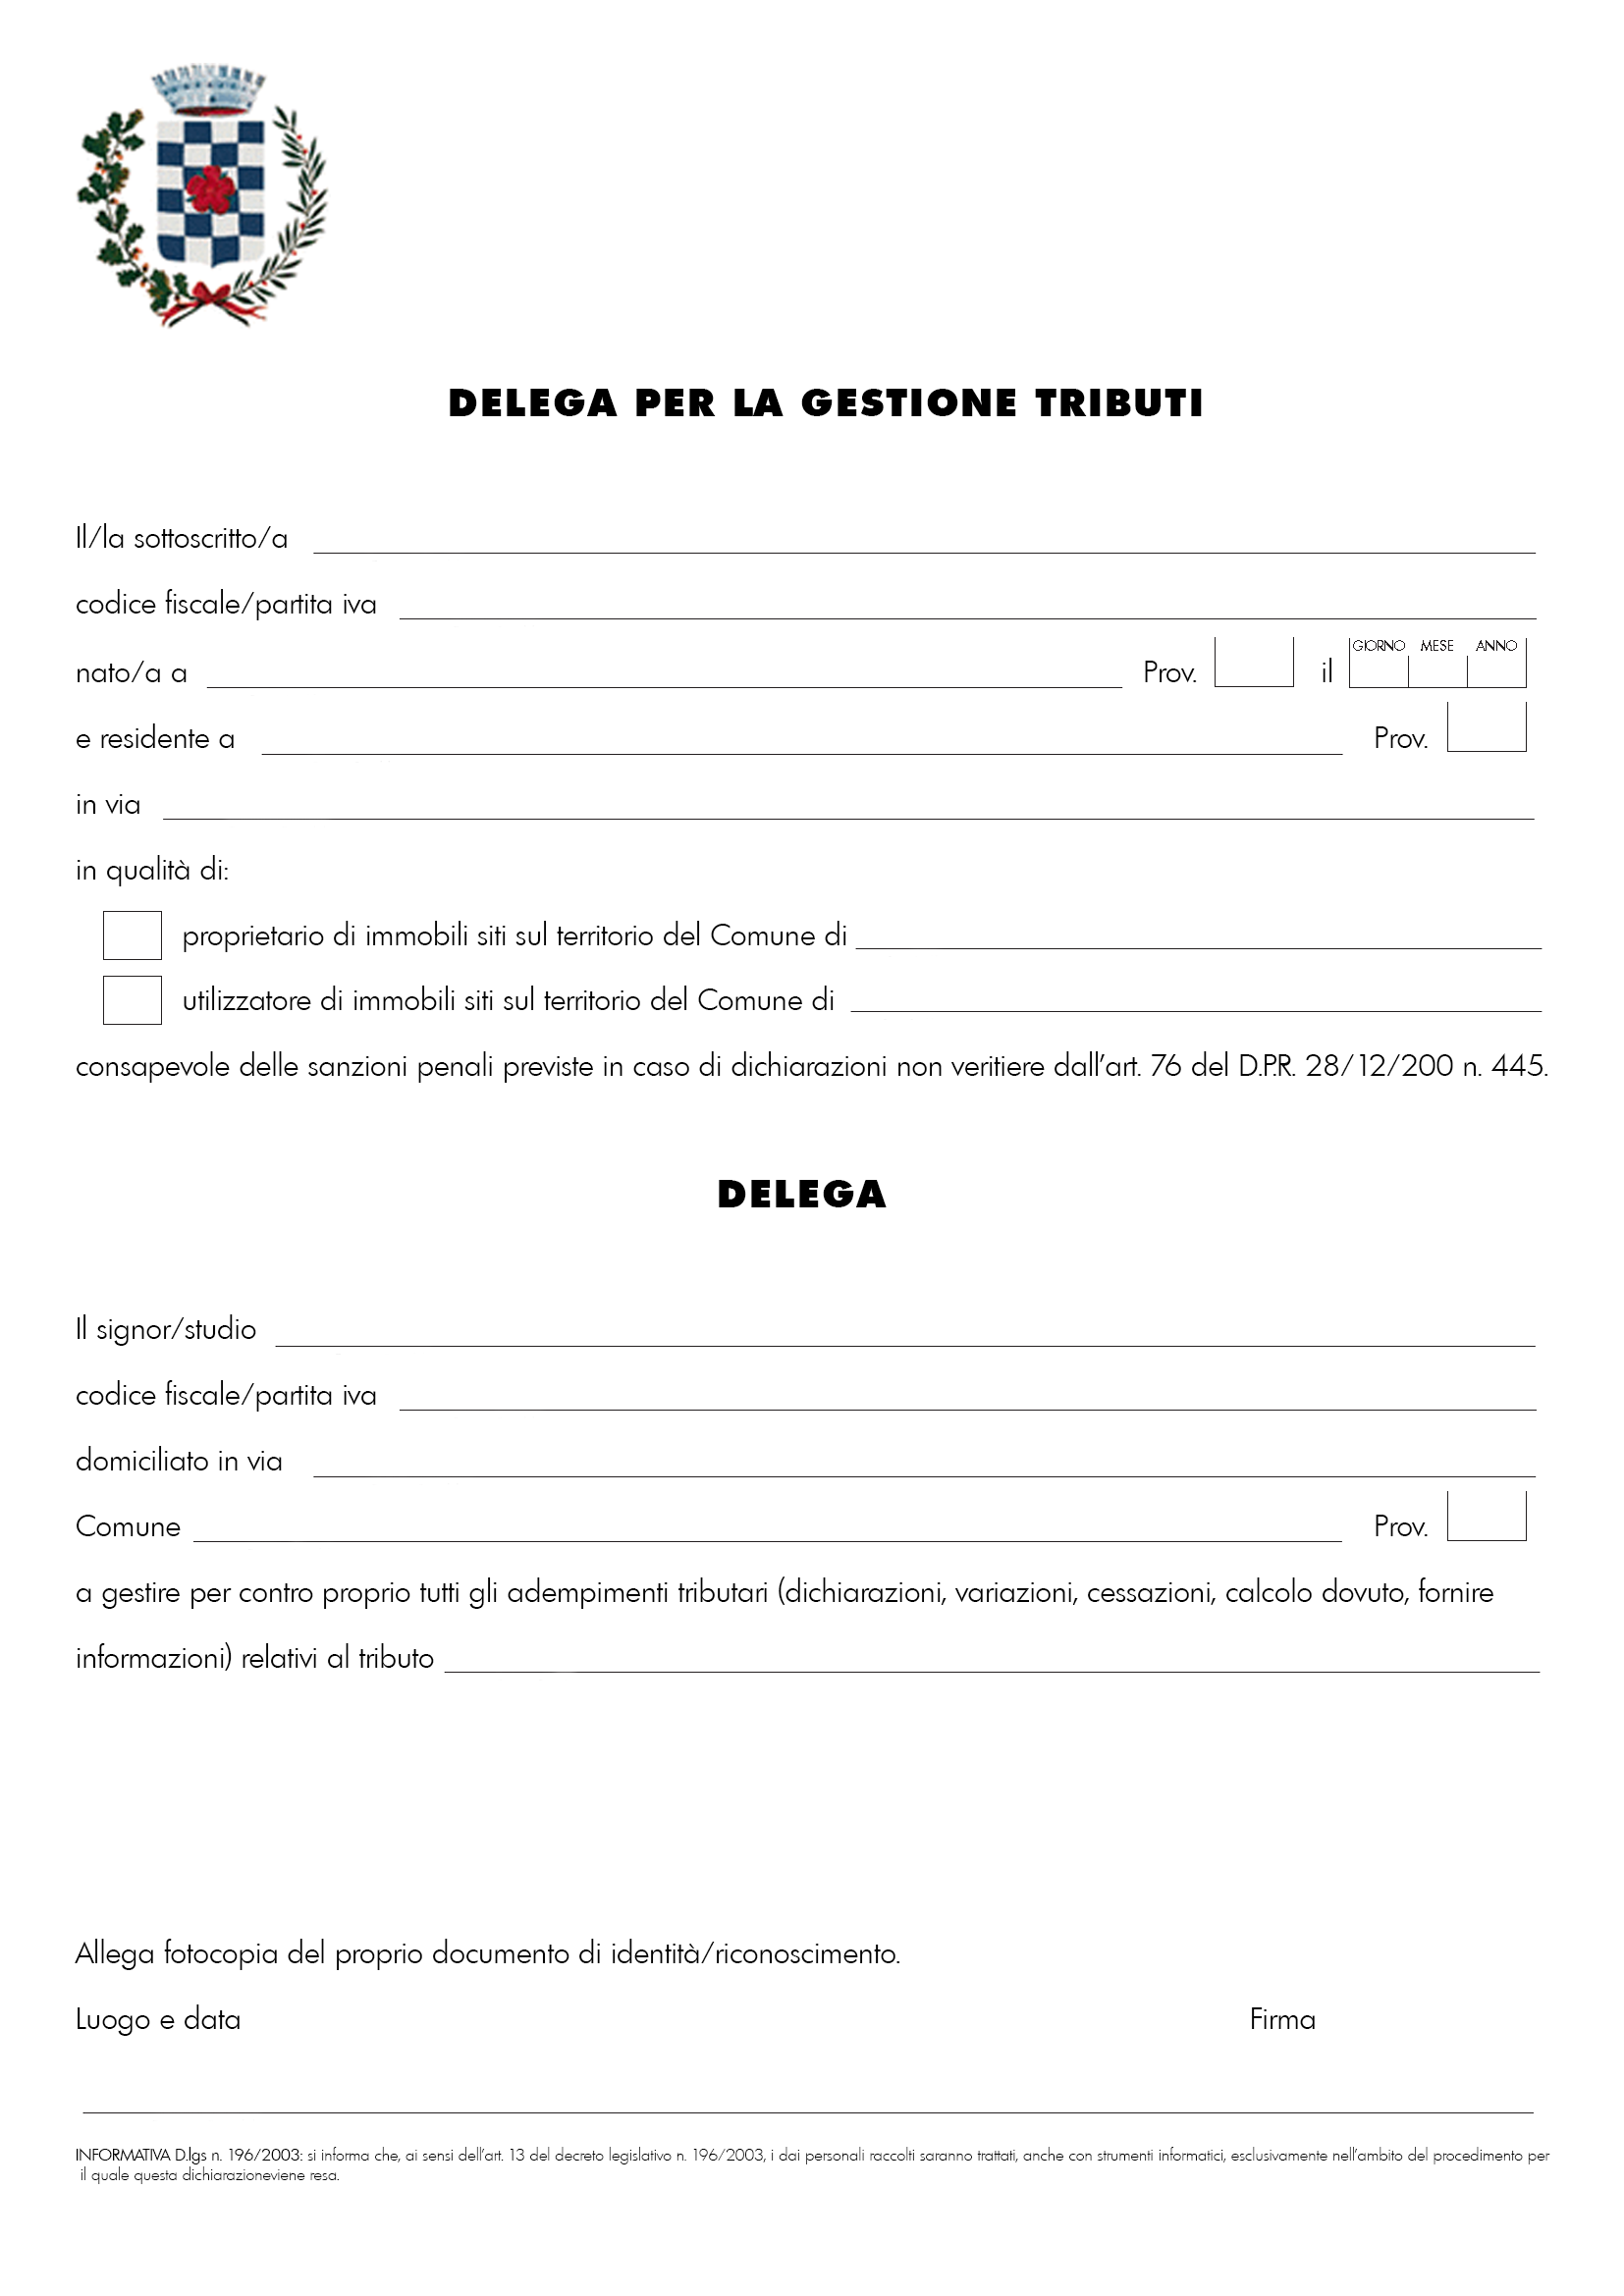 DELEGA PER LA GESTIONE TRIBUTI
Il/la sottoscritto/a
codice fiscale/partita iva
nato/a a Prov. il GIORNO MESE ANNO
e residente a Prov.
in via
in qualità di:
proprietario di immobili siti sul territorio del Comune di
utilizzatore di immobili siti sul territorio del Comune di
consapevole delle sanzioni penali previste in caso di dichiarazioni non veritiere dall'art. 76 del D.P.R. 28/12/200 n. 445.
DELEGA
Il signor/studio
codice fiscale/partita iva
domiciliato in via
Comune Prov.
a gestire per contro proprio tutti gli adempimenti tributari (dichiarazioni, variazioni, cessazioni, calcolo dovuto, fornire
informazioni) relativi al tributo
Allega fotocopia del proprio documento di identità/riconoscimento.
Luogo e data Firma
INFORMATIVA D.lgs n. 196/2003: si informa che, ai sensi dell'art. 13 del decreto legislativo n. 196/2003, i dai personali raccolti saranno trattati, anche con strumenti informatici, esclusivamente nell'ambito del procedimento per
il quale questa dichiarazioneviene resa.